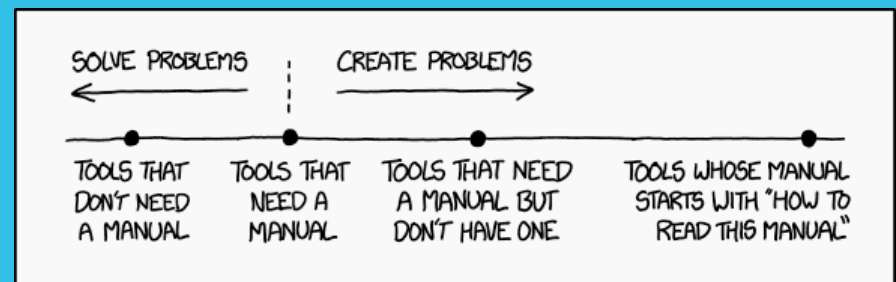 SOLVE PROBLEMS
CREATE PROBLEMS
TOOLS THAT
DON'T NEED
A MANUAL
TOOLS THAT
NEED A
MANUAL
TOOLS THAT NEED
A MANUAL BUT
DON'T HAVE ONE
TOOLS WHOSE MANUAL
STARTS WITH "HOW TO
READ THIS MANUAL"